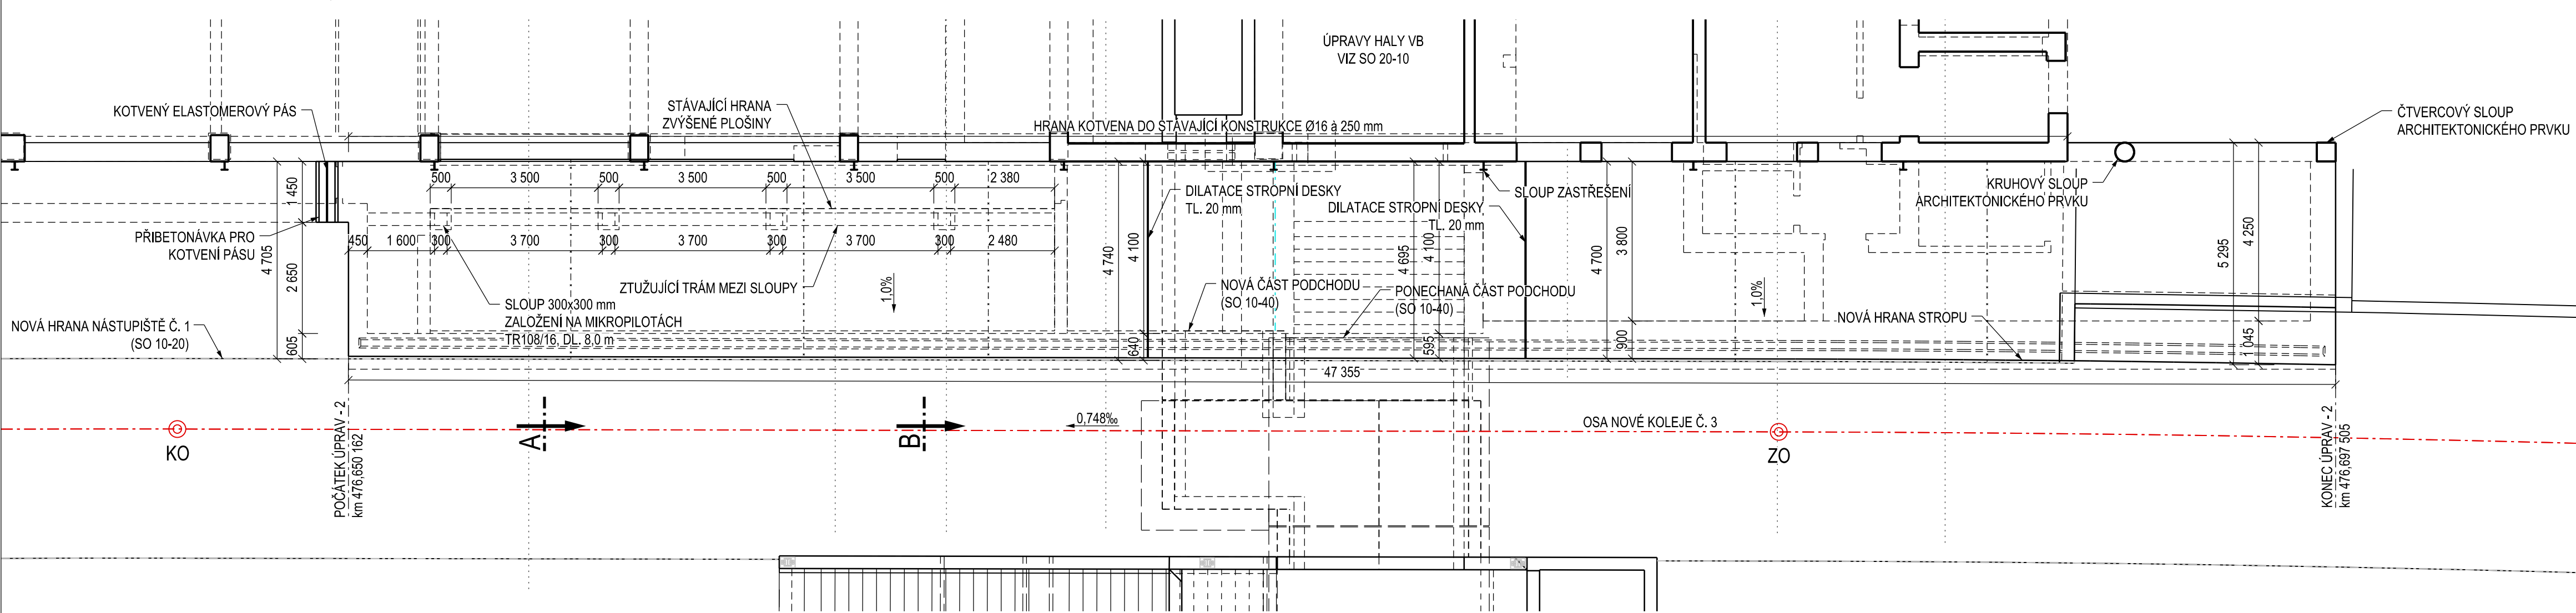 ÚPRAVY HALY VB
VIZ SO 20-10
KOTVENÝ ELASTOMEROVÝ PÁS
STÁVAJÍCÍ HRANA
ZVÝŠENÉ PLOŠINY
HRANA KOTVENA DO STÁVAJÍCÍ KONSTRUKCE Ø16 à 250 mm
ČTVERCOVÝ SLOUP
ARCHITEKTONICKÉHO PRVKU
500
3 500
500
3 500
500
3 500
500
2 380
DILATACE STROPNÍ DESKY
TL. 20 mm
SLOUP ZASTŘEŠENÍ
DILATACE STROPNÍ DESKY
TL. 20 mm
KRUHOVÝ SLOUP
ARCHITEKTONICKÉHO PRVKU
PŘIBETONÁVKA PRO
KOTVENÍ PÁSU
4 705
1 450
2 650
605
450
1 600
300
3 700
300
3 700
300
3 700
300
2 480
4 740
4 100
640
4 695
4 100
595
4 700
3 800
900
5 295
4 250
1 045
SLOUP 300x300 mm
ZALOŽENÍ NA MIKROPILOTÁCH
TR108/16, DL. 8,0 m
ZTUŽUJÍCÍ TRÁM MEZI SLOUPY
1,0%
NOVÁ ČÁST PODCHODU
(SO 10-40)
PONECHANÁ ČÁST PODCHODU
(SO 10-40)
1,0%
NOVÁ HRANA STROPU
NOVÁ HRANA NÁSTUPIŠTĚ Č. 1
(SO 10-20)
47 355
POČÁTEK ÚPRAV - 2
km 476,650 162
KO
A
B
0,748‰
OSA NOVÉ KOLEJE Č. 3
ZO
KONEC ÚPRAV - 2
km 476,697 505